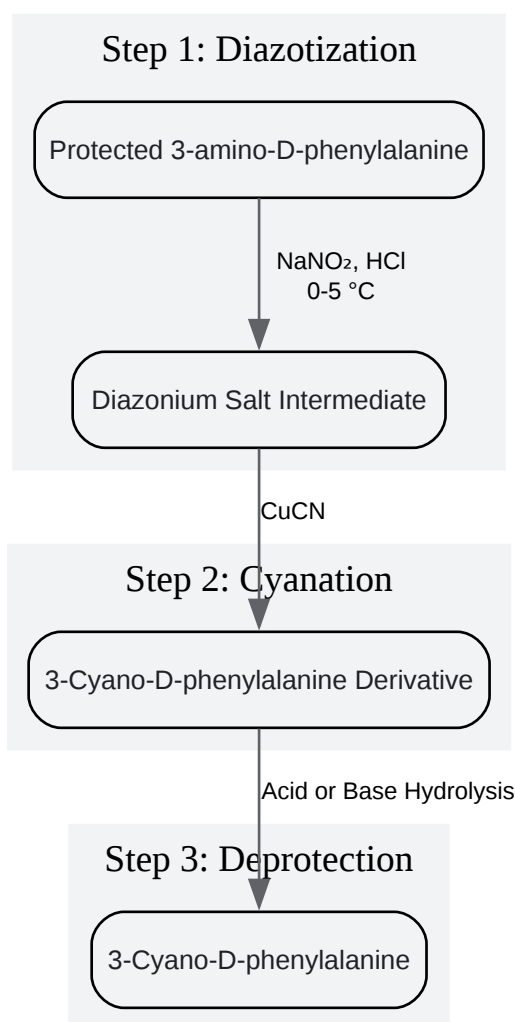 Step 1: Diazotization
Protected 3-amino-D-phenylalanine
NaNO₂, HCl
0-5 °C
Diazonium Salt Intermediate
CuCN
Step 2: Cyanation
3-Cyano-D-phenylalanine Derivative
Acid or Base Hydrolysis
Step 3: Deprotection
3-Cyano-D-phenylalanine